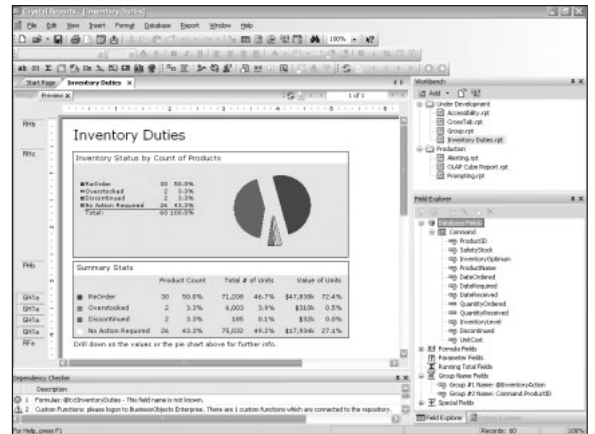 Crystal Reports - [Inventory Duties]
File Edit View Insert Format Database Report Window Help
100%
Start Page Inventory Duties X
Design Preview X
1 of 1
RHb
Inventory Duties
RHc
Inventory Status by Count of Products
ReOrder 30 50.0%
Overstocked 2 3.3%
Discontinued 2 3.3%
No Action Required 26 43.3%
Total: 60 100.0%
PHb
Summary Stats
Product Count Total # of Units Value of Units
GH1a ReOrder 30 50.0% 71,208 46.7% $47,838k 72.4%
GH1a Overstocked 2 3.3% 6,003 3.9% $310k 0.5%
GH1a Discontinued 2 3.3% 185 0.1% $32k 0.0%
GH1a No Action Required 26 43.3% 75,032 49.2% $17,934k 27.1%
RFa Drill down on the values or the pie chart above for further info.
Dependency Checker
Description
1 Formulas: @txtInventoryDuties - This field name is not known.
2 Custom Functions: please logon to BusinessObjects Enterprise. There are 1 custom functions which are connected to the repository.
For Help, press F1
Workbench
Add
Under Development
Accessibility.rpt
CrossTab.rpt
Group.rpt
Inventory Duties.rpt
Production
Alerting.rpt
OLAP Cube Report.rpt
Prompting.rpt
Field Explorer
Database Fields
Command
ProductID
SafetyStock
InventoryOptimum
ProductName
DateOrdered
DateRequired
DateReceived
QuantityOrdered
QuantityReceived
InventoryLevel
Discontinued
UnitCost
Formula Fields
Parameter Fields
Running Total Fields
Group Name Fields
Group #1 Name: @InventoryAction
Group #2 Name: Command.ProductID
Special Fields
Field Explorer Report Explorer
Records: 60 100%